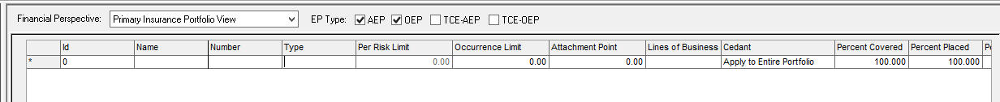 Financial Perspective: Primary Insurance Portfolio View EP Type: AEP OEP TCE-AEP TCE-OEP
Id Name Number Type Per Risk Limit Occurrence Limit Attachment Point Lines of Business Cedant Percent Covered Percent Placed
* 0 0.00 0.00 0.00 Apply to Entire Portfolio 100.000 100.000